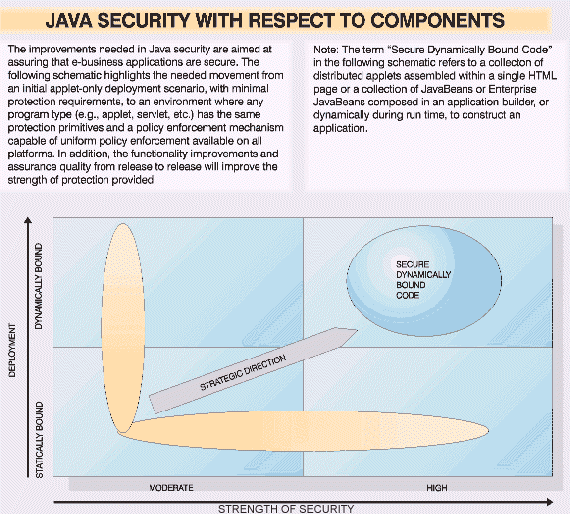 JAVA SECURITY WITH RESPECT TO COMPONENTS
The improvements needed in Java security are aimed at
assuring that e-business applications are secure. The
following schematic highlights the needed movement from
an initial applet-only deployment scenario, with minimal
protection requirements, to an environment where any
program type (e.g., applet, servlet, etc.) has the same
protection primitives and a policy enforcement mechanism
capable of uniform policy enforcement available on all
platforms. In addition, the functionality improvements and
assurance quality from release to release will improve the
strength of protection provided
Note: The term “Secure Dynamically Bound Code”
in the following schematic refers to a collecton of
distributed applets assembled within a single HTML
page or a collection of JavaBeans or Enterprise
JavaBeans composed in an application builder, or
dynamically during run time, to construct an
application.
DEPLOYMENT
DYNAMICALLY BOUND
STATICALLY BOUND
SECURE
DYNAMICALLY
BOUND
CODE
STRATEGIC DIRECTION
VODERATE
HIGH
STRENGTH OF SECURITY